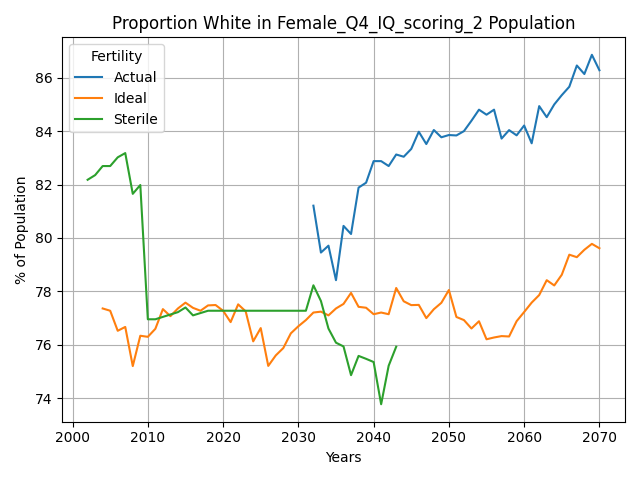 Proportion White in Female_Q4_IQ_scoring_2 Population
Fertility
Actual
Ideal
Sterile
% of Population
86
84
82
80
78
76
74
2000 2010 2020 2030 2040 2050 2060 2070
Years